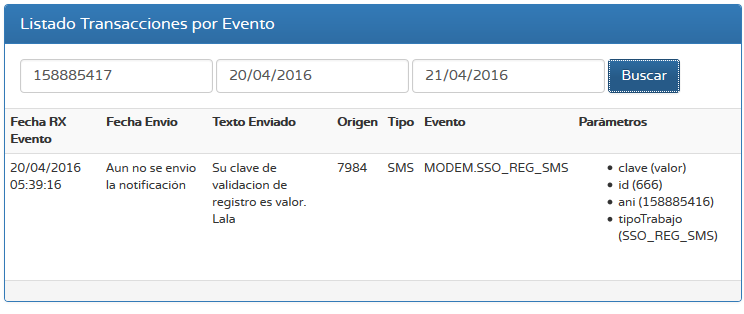 Listado Transacciones por Evento
158885417 20/04/2016 21/04/2016 Buscar
Fecha RX Evento Fecha Envio Texto Enviado Origen Tipo Evento Parámetros
20/04/2016 05:39:16
Aun no se envio la notificación
Su clave de validacion de registro es valor. Lala
7984
SMS
MODEM.SSO_REG_SMS
clave (valor)
id (666)
ani (158885416)
tipoTrabajo (SSO_REG_SMS)